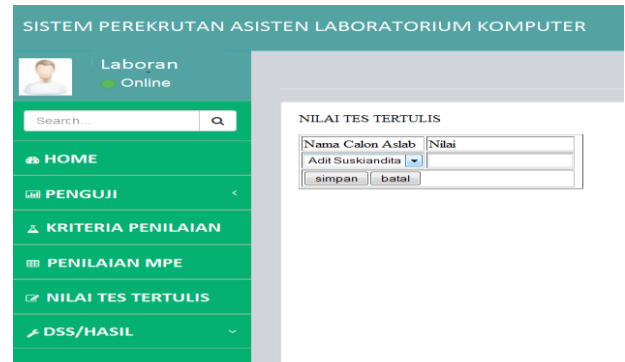 SISTEM PEREKRUTAN ASISTEN LABORATORIUM KOMPUTER
Laboran
Online
Search...
HOME
PENGUJI
KRITERIA PENILAIAN
PENILAIAN MPE
NILAI TES TERTULIS
DSS/HASIL
NILAI TES TERTULIS
Nama Calon Aslab Nilai
Adit Suskiandita
simpan batal